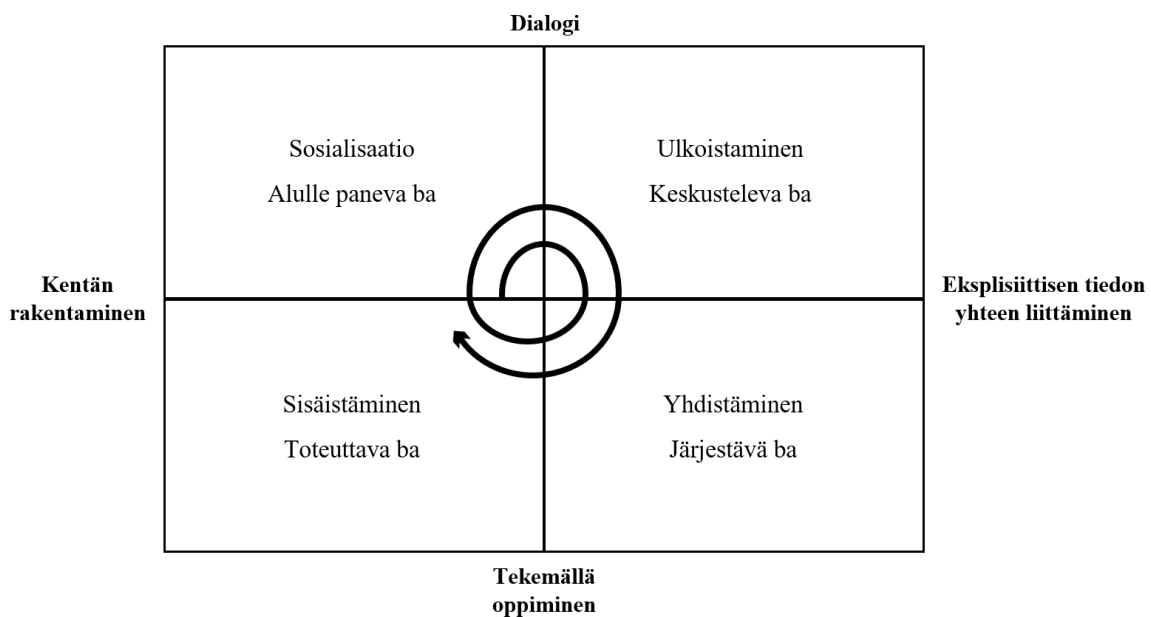 Dialogi
Sosialisaatio
Alulle paneva ba
Ulkoistaminen
Keskusteleva ba
Kentän
rakentaminen
Eksplisiittisen tiedon
yhteen liittäminen
Sisäistäminen
Toteuttava ba
Yhdistäminen
Järjestävä ba
Tekemällä
oppiminen